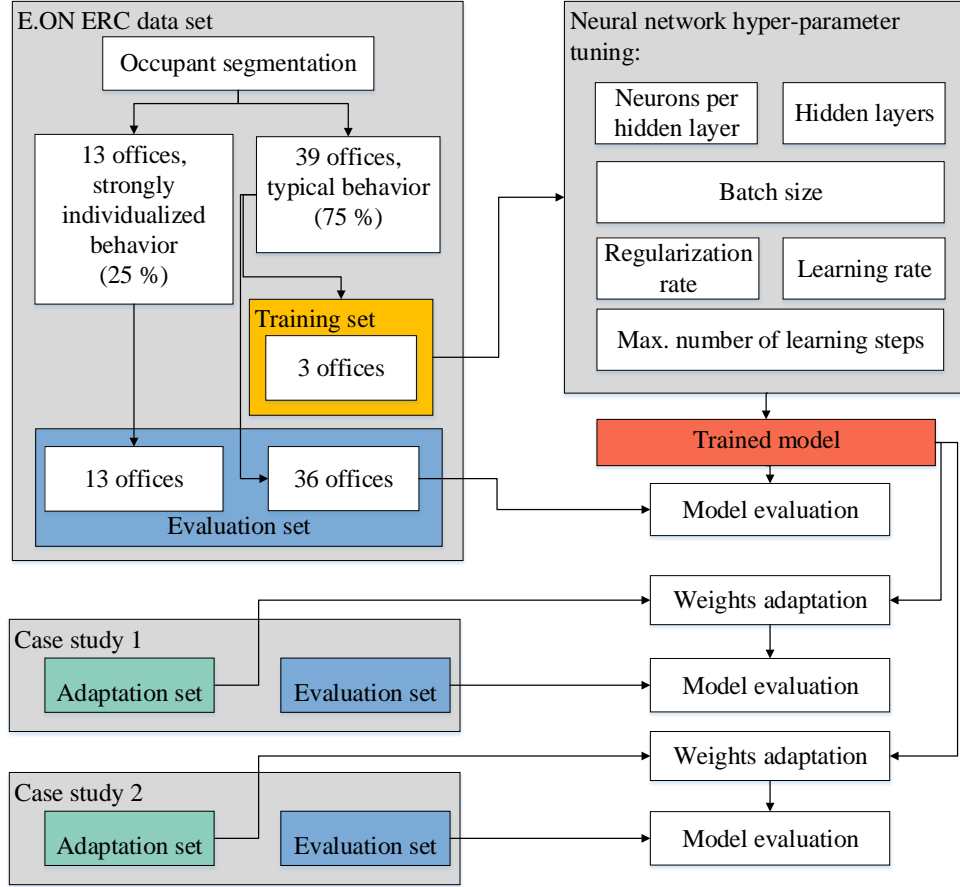 E.ON ERC data set
Occupant segmentation
13 offices,
strongly
individualized
behavior
(25 %)
39 offices,
typical behavior
(75 %)
Training set
3 offices
13 offices
36 offices
Evaluation set
Neural network hyper-parameter
tuning:
Neurons per
hidden layer
Hidden layers
Batch size
Regularization
rate
Learning rate
Max. number of learning steps
Trained model
Model evaluation
Weights adaptation
Case study 1
Adaptation set
Evaluation set
Model evaluation
Weights adaptation
Case study 2
Adaptation set
Evaluation set
Model evaluation